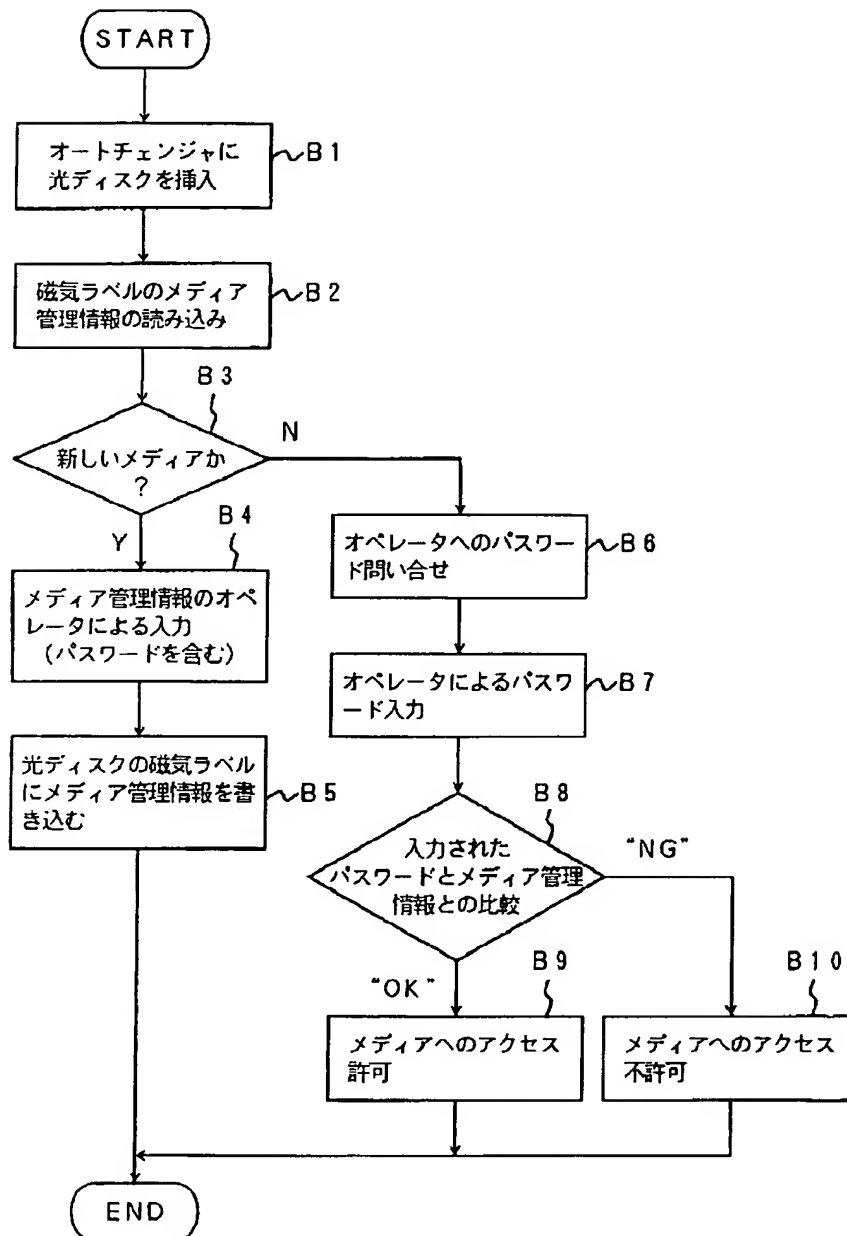 START
オートチェンジャに
光ディスクを挿入
B1
磁気ラベルのメディア
管理情報の読み込み
B2
B3
新しいメディアか
?
N
Y
B4
メディア管理情報のオペ
レータによる入力
(パスワードを含む)
光ディスクの磁気ラベル
にメディア管理情報を書
き込む
B5
オペレータへのパスワー
ド問い合せ
B6
オペレータによるパスワ
ード入力
B7
B8
入力された
パスワードとメディア管理
情報との比較
“NG”
“OK”
B9
メディアへのアクセス
許可
B10
メディアへのアクセス
不許可
END